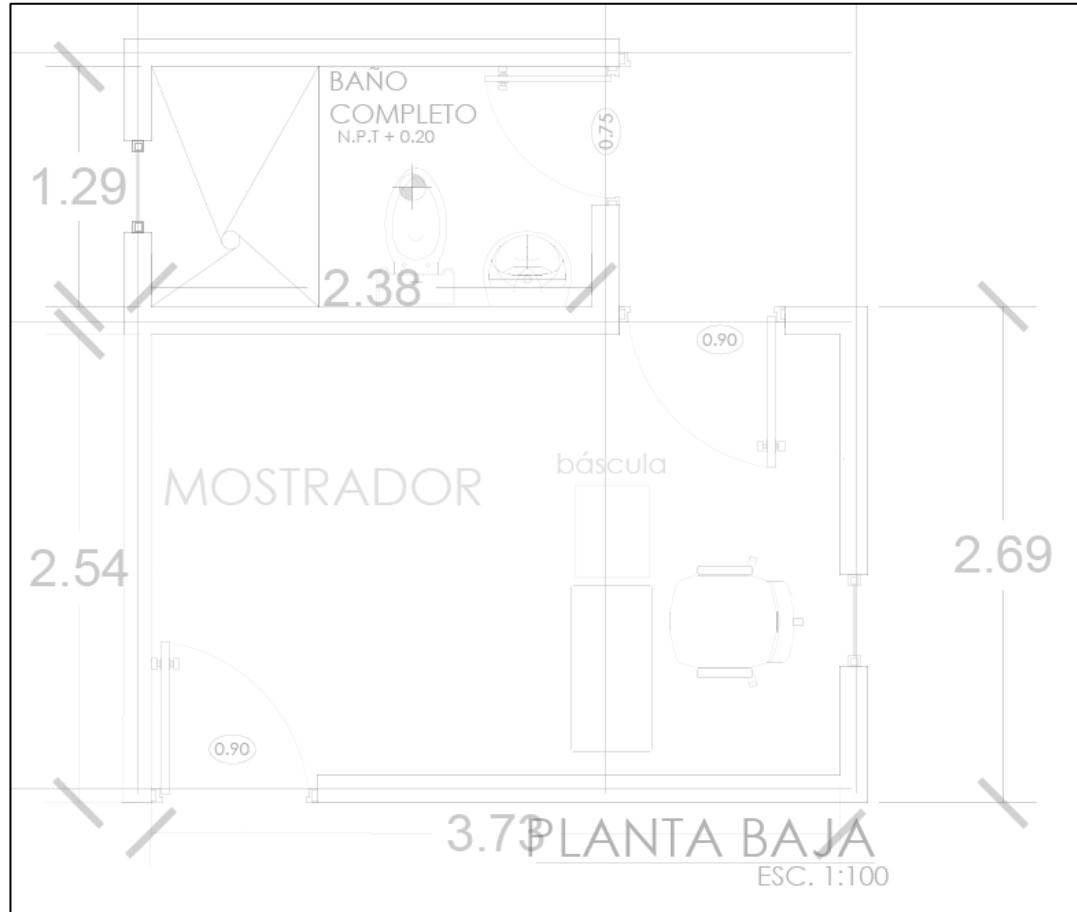 BAÑO
COMPLETO
N.P.T + 0.20
0.75
1.29
2.38
0.90
báscula
MOSTRADOR
2.54
2.69
0.90
3.73
PLANTA BAJA
ESC. 1:100